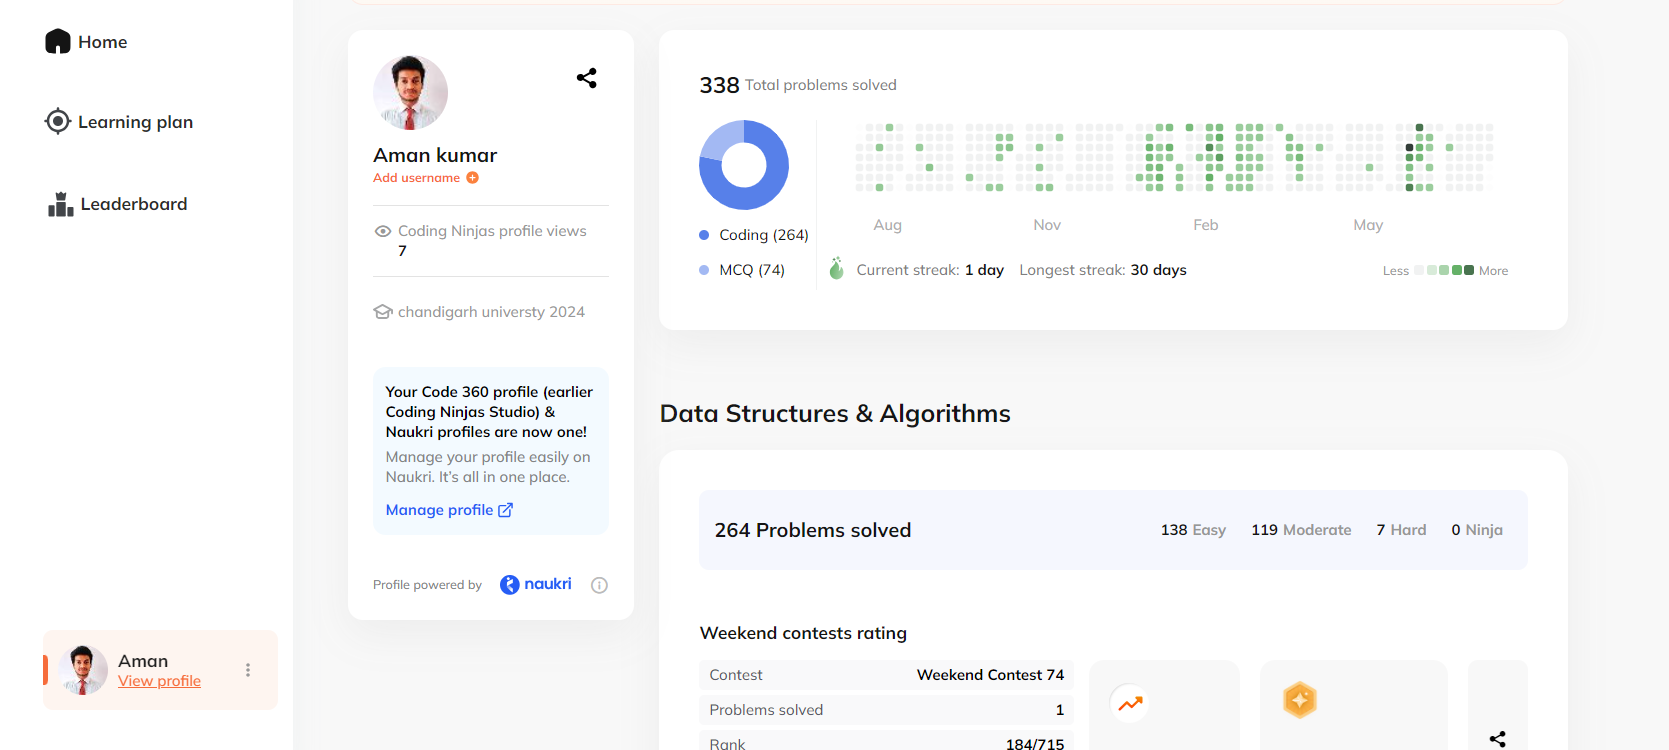 Home
Learning plan
Leaderboard
Aman
View profile
Aman kumar
Add username
Coding Ninjas profile views
7
chandigarh universty 2024
Your Code 360 profile (earlier
Coding Ninjas Studio) &
Naukri profiles are now one!
Manage your profile easily on
Naukri. It's all in one place.
Manage profile
Profile powered by naukri
338 Total problems solved
Coding (264)
MCQ (74)
Aug Nov Feb May
Current streak: 1 day Longest streak: 30 days
Less More
Data Structures & Algorithms
264 Problems solved 138 Easy 119 Moderate 7 Hard 0 Ninja
Weekend contests rating
Contest Weekend Contest 74
Problems solved 1
Rank 184/715